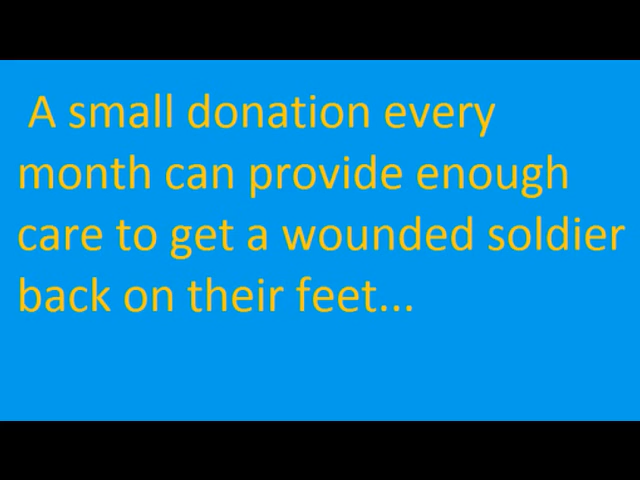 A small donation every
month can provide enough
care to get a wounded soldier
back on their feet...